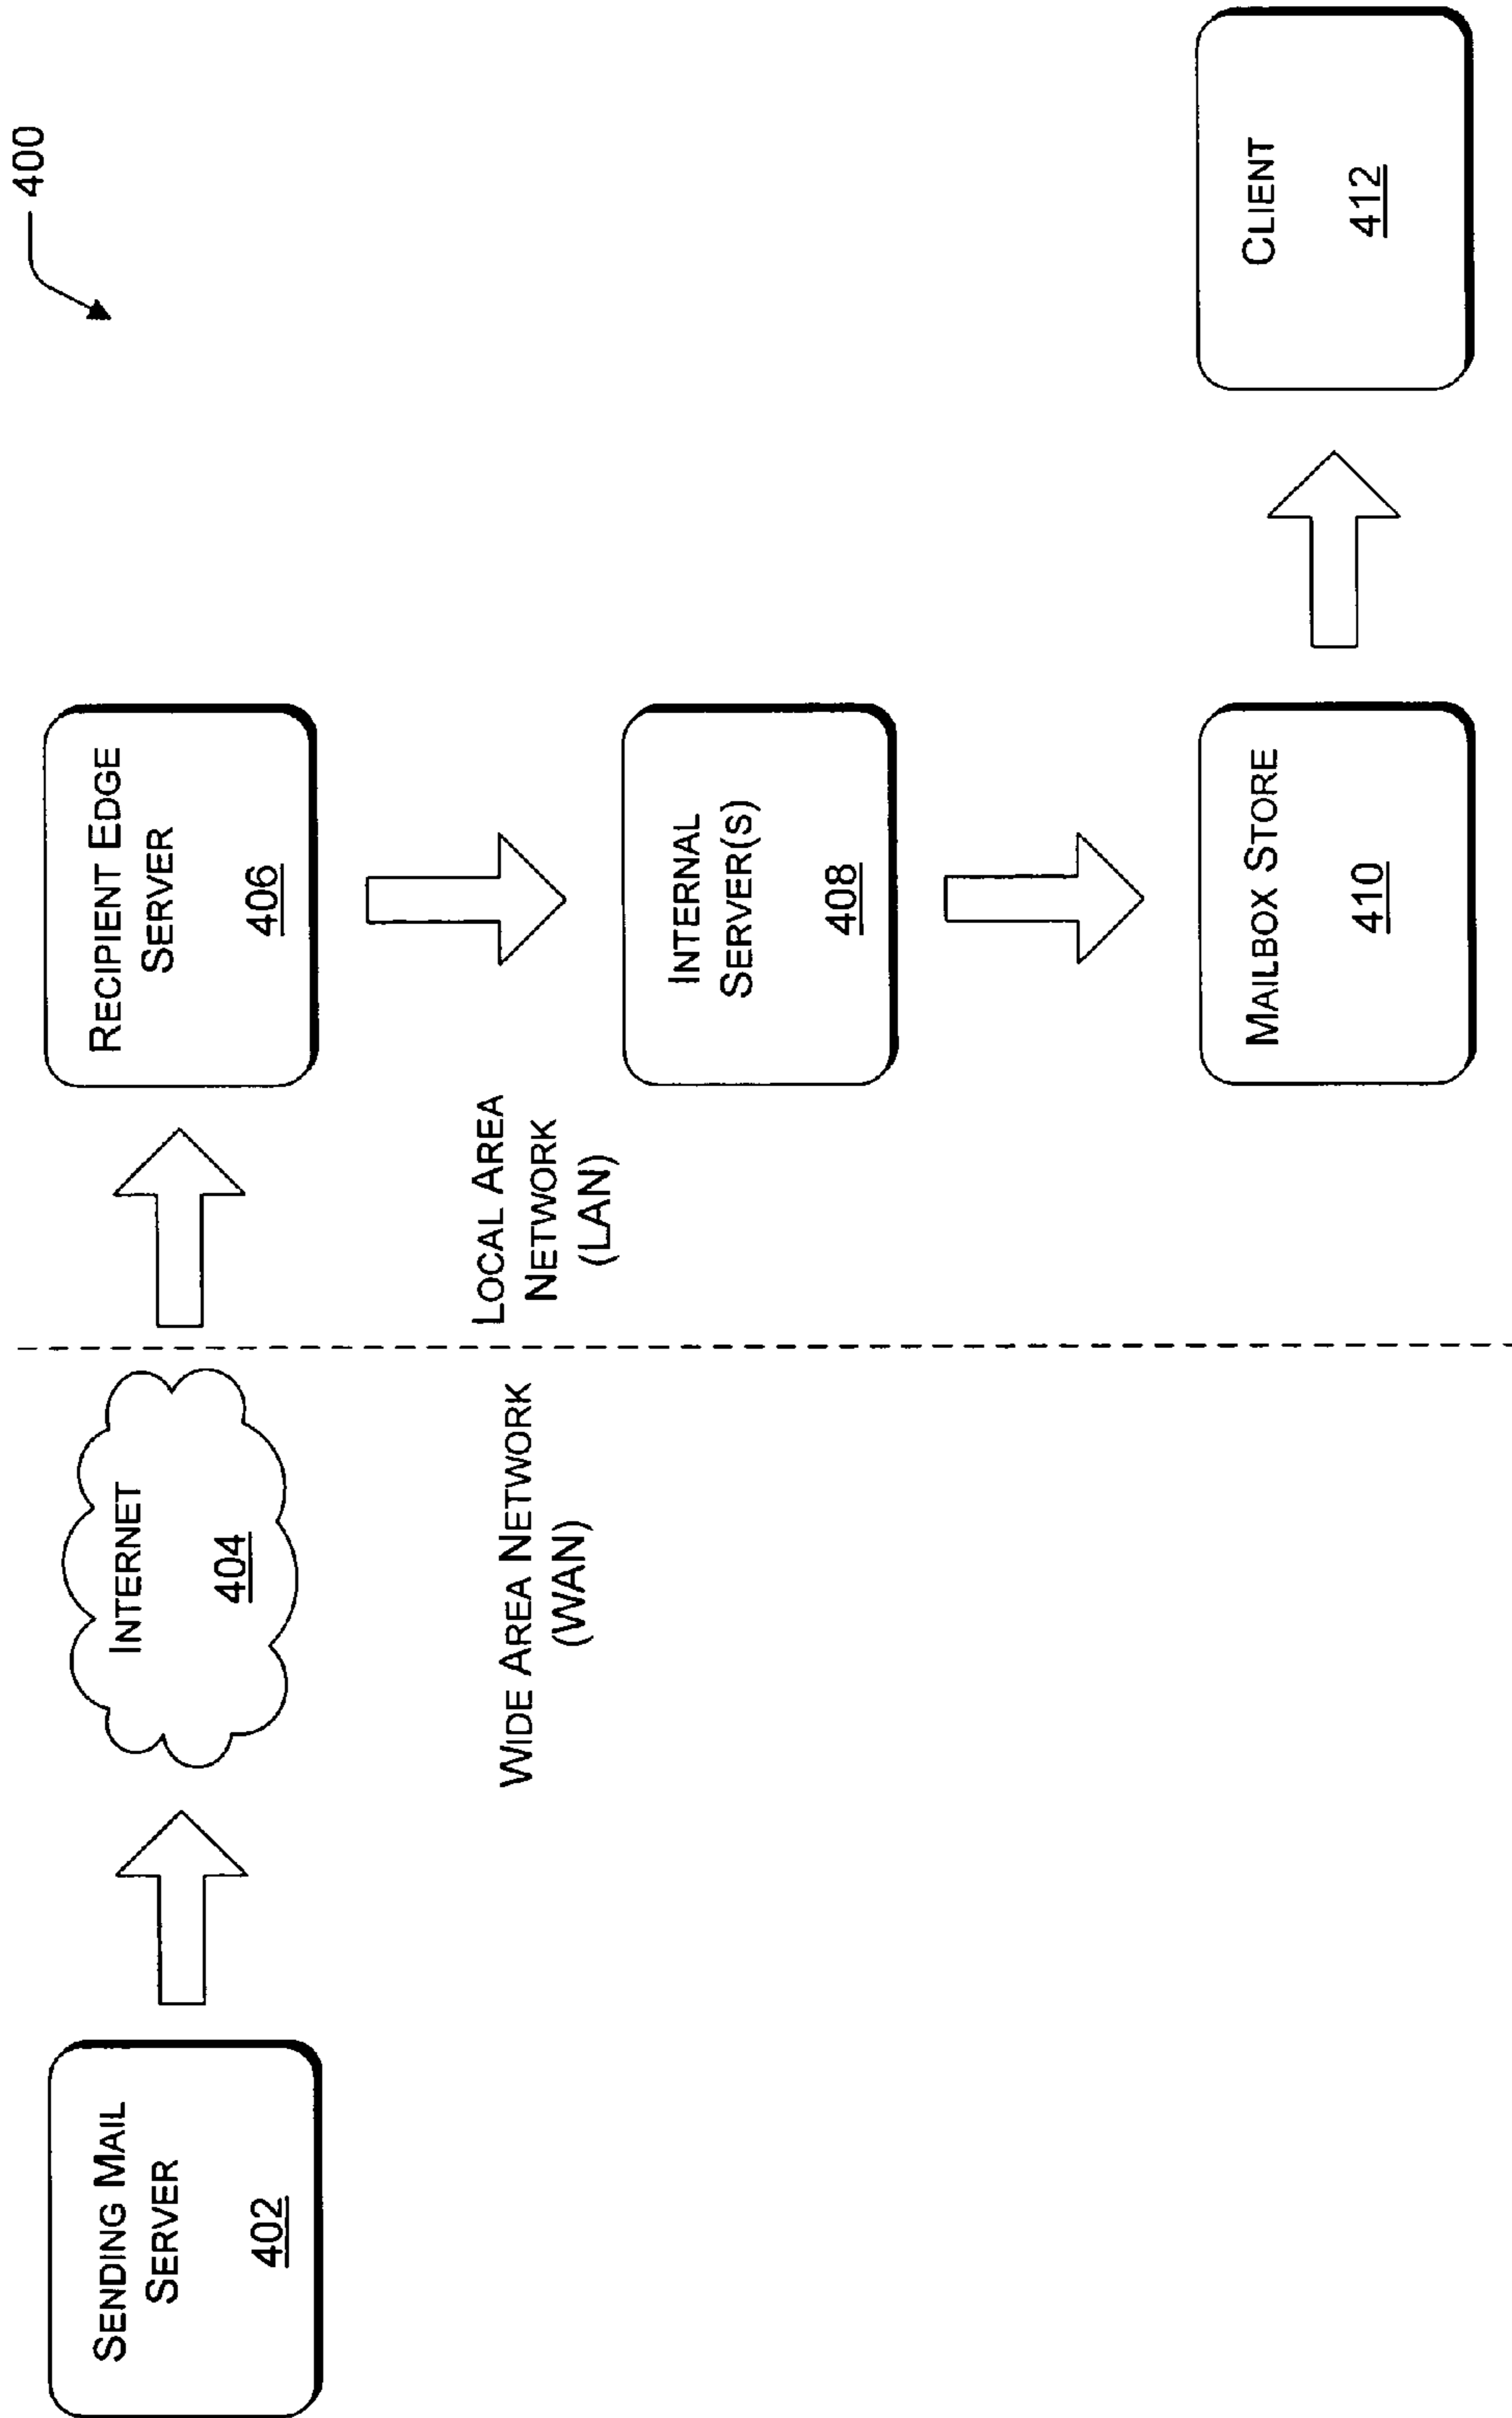 400
SENDING MAIL
SERVER
402
INTERNET
404
RECIPIENT EDGE
SERVER
406
WIDE AREA NETWORK
(WAN)
LOCAL AREA
NETWORK
(LAN)
INTERNAL
SERVER(S)
408
MAILBOX STORE
410
CLIENT
412